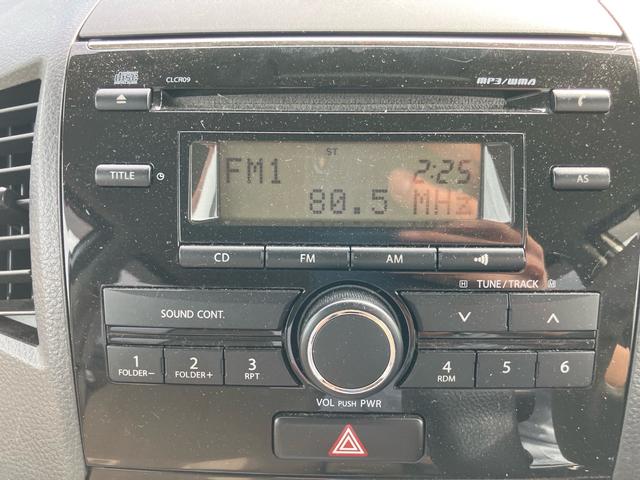 CLCR09 MP3/WMA
ST
FM1 2:25
80.5 MHz
TITLE AS
CD FM AM
TUNE/TRACK
SOUND CONT.
1 FOLDER- 2 FOLDER+ 3 RPT 4 RDM 5 6
VOL PUSH PWR